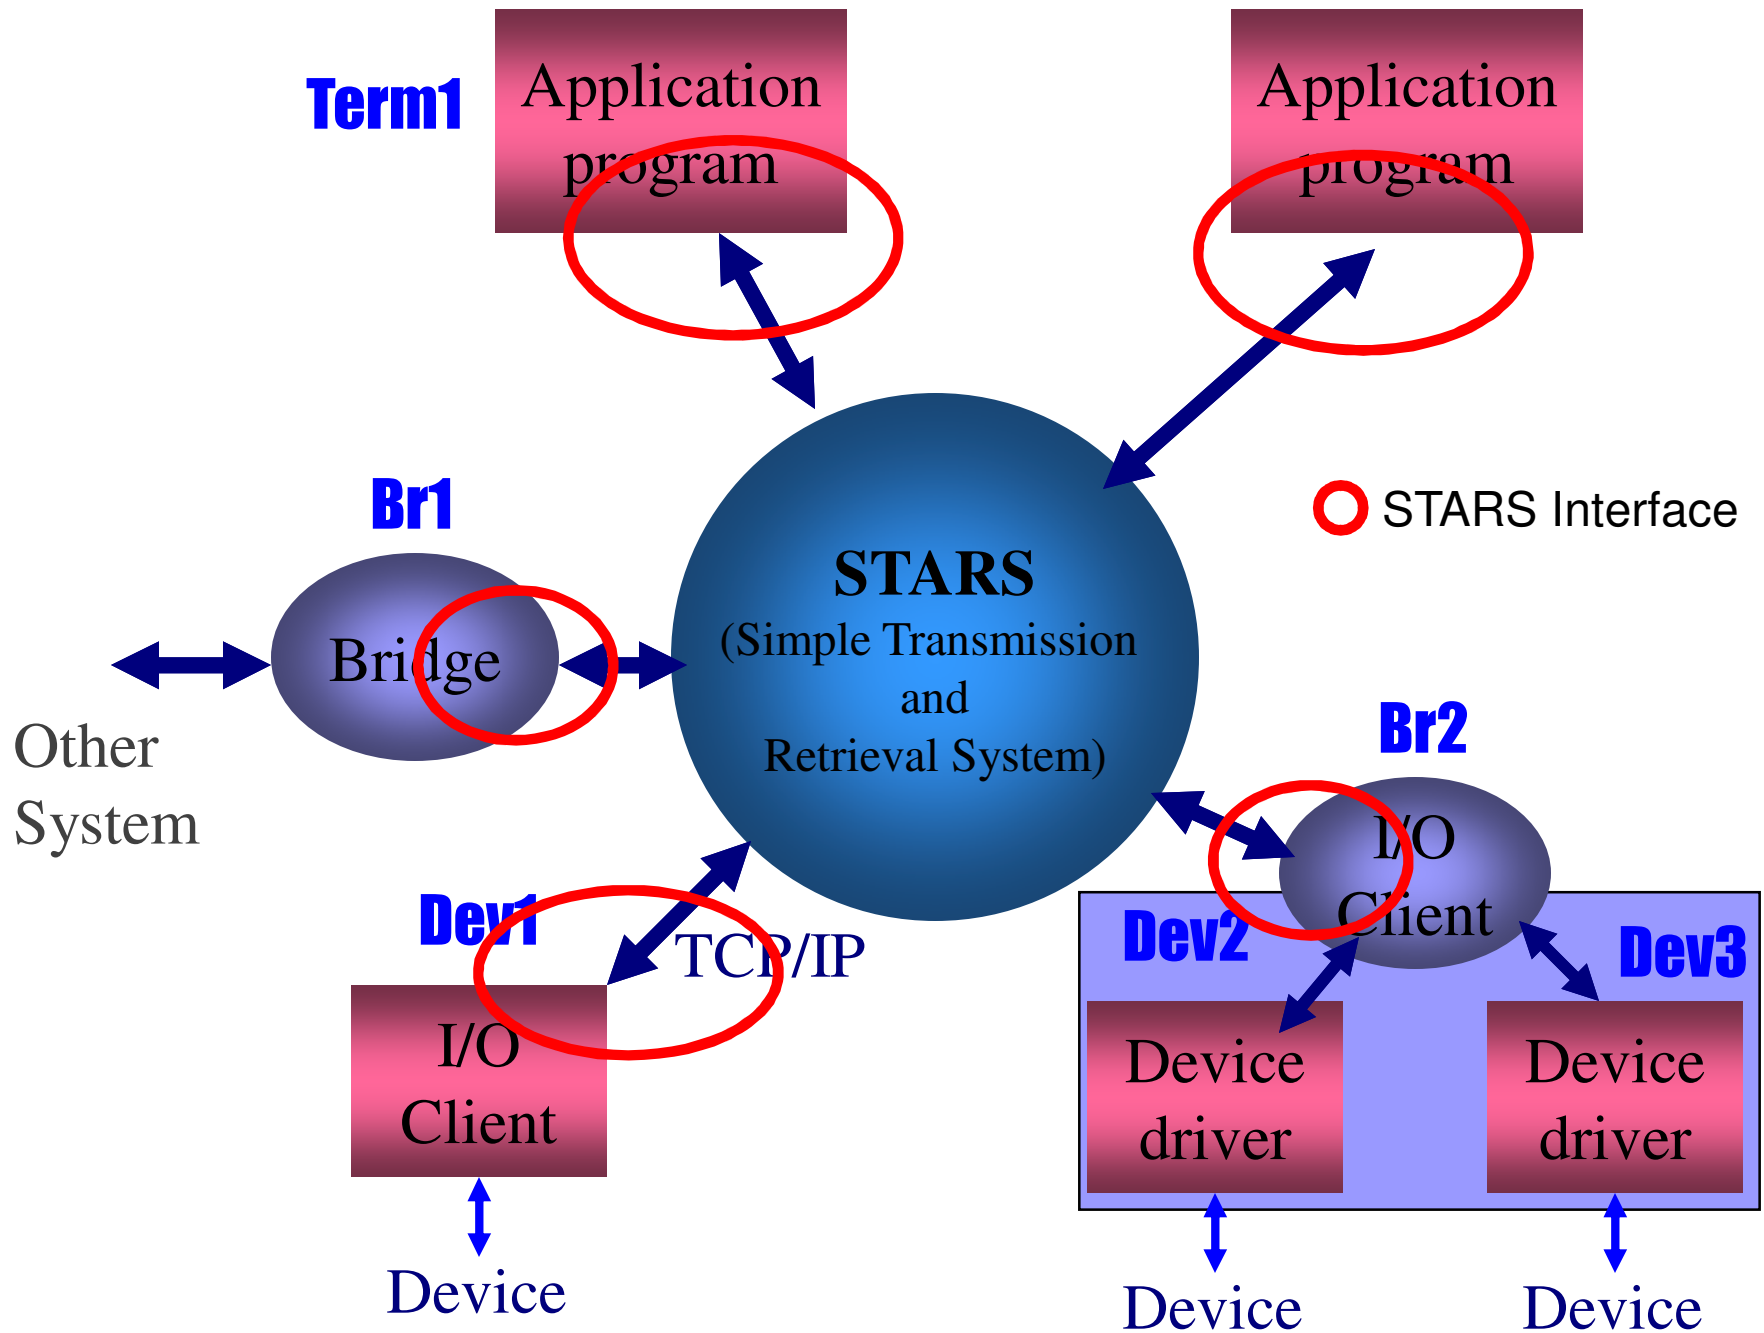 Term1
Application
program
Application
program
Br1
STARS Interface
Bridge
STARS
(Simple Transmission
and
Retrieval System)
Other
System
Br2
I/O
Client
Dev1
TCP/IP
I/O
Client
Device
Dev2
Dev3
Device
driver
Device
driver
Device
Device